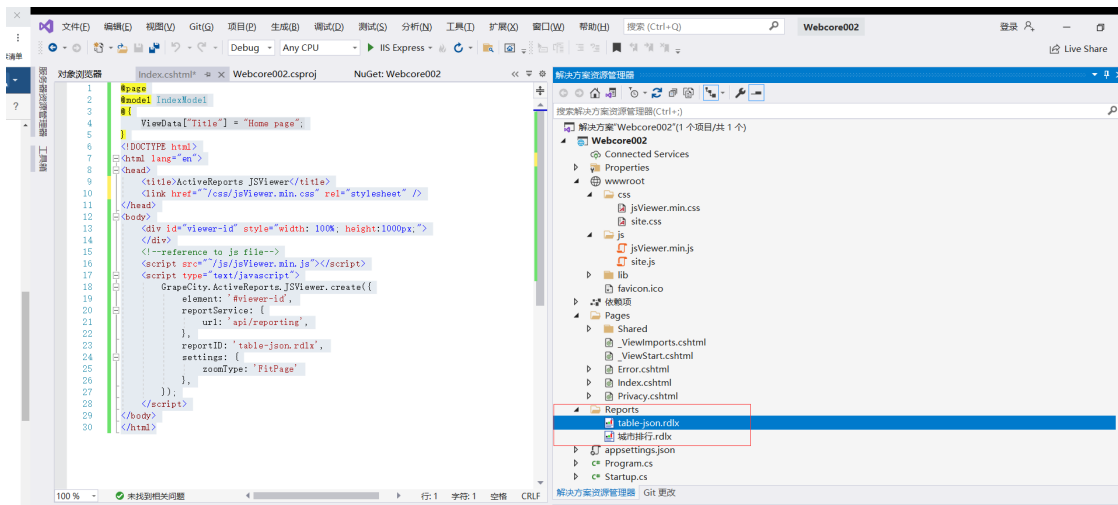 文件(F) 编辑(E) 视图(V) Git(G) 项目(P) 生成(B) 调试(D) 测试(S) 分析(N) 工具(T) 扩展(X) 窗口(W) 帮助(H) 搜索 (Ctrl+Q) Webcore002 登录
Debug Any CPU IIS Express Live Share
清单
?
服务器资源管理器
工具箱
对象浏览器 Index.cshtml* Webcore002.csproj NuGet: Webcore002
1 @page
2 @model IndexModel
3 @{
4 ViewData["Title"] = "Home page";
5 }
6 <!DOCTYPE html>
7 <html lang="en">
8 <head>
9 <title>ActiveReports JSViewer</title>
10 <link href="~/css/jsViewer.min.css" rel="stylesheet" />
11 </head>
12 <body>
13 <div id="viewer-id" style="width: 100%; height:1000px;">
14 </div>
15 <!--reference to js file-->
16 <script src="~/js/jsViewer.min.js"></script>
17 <script type="text/javascript">
18 GrapeCity.ActiveReports.JSViewer.create({
19 element: '#viewer-id',
20 reportService: {
21 url: 'api/reporting',
22 },
23 reportID: 'table-json.rdlx',
24 settings: {
25 zoomType: 'FitPage'
26 },
27 });
28 </script>
29 </body>
30 </html>
100 % 未找到相关问题 行: 1 字符: 1 空格 CRLF
解决方案资源管理器
搜索解决方案资源管理器(Ctrl+;)
解决方案"Webcore002"(1 个项目/共 1 个)
Webcore002
Connected Services
Properties
wwwroot
css
jsViewer.min.css
site.css
js
jsViewer.min.js
site.js
lib
favicon.ico
依赖项
Pages
Shared
_ViewImports.cshtml
_ViewStart.cshtml
Error.cshtml
Index.cshtml
Privacy.cshtml
Reports
table-json.rdlx
城市排行.rdlx
appsettings.json
C# Program.cs
C# Startup.cs
解决方案资源管理器 Git 更改